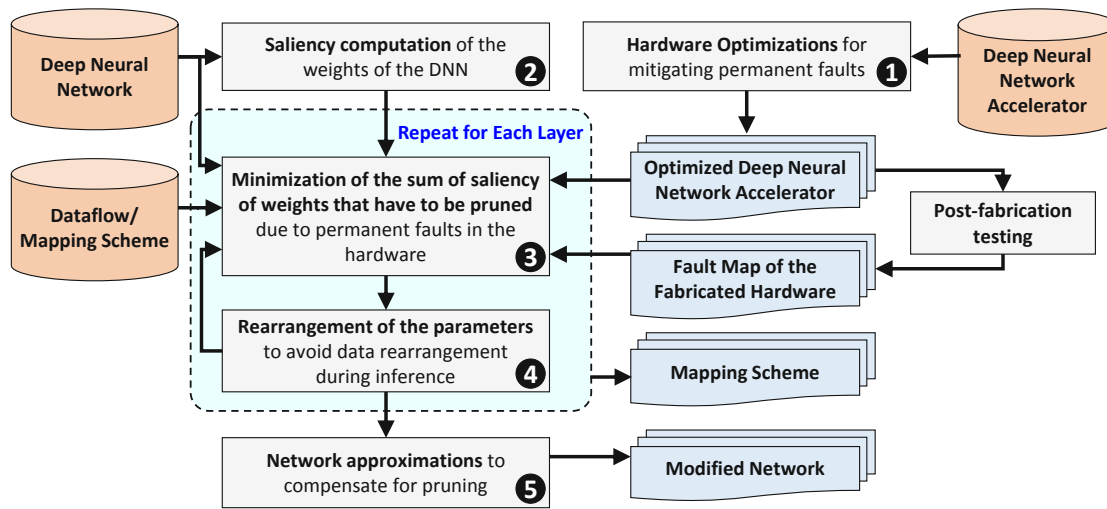 Deep Neural
Network
Saliency computation of the
weights of the DNN
2
Hardware Optimizations for
mitigating permanent faults
1
Deep Neural
Network
Accelerator
Repeat for Each Layer
Dataflow/
Mapping Scheme
Minimization of the sum of saliency
of weights that have to be pruned
due to permanent faults in the
hardware
3
Optimized Deep Neural
Network Accelerator
Post-fabrication
testing
Fault Map of the
Fabricated Hardware
Rearrangement of the parameters
to avoid data rearrangement
during inference
4
Mapping Scheme
Network approximations to
compensate for pruning
5
Modified Network